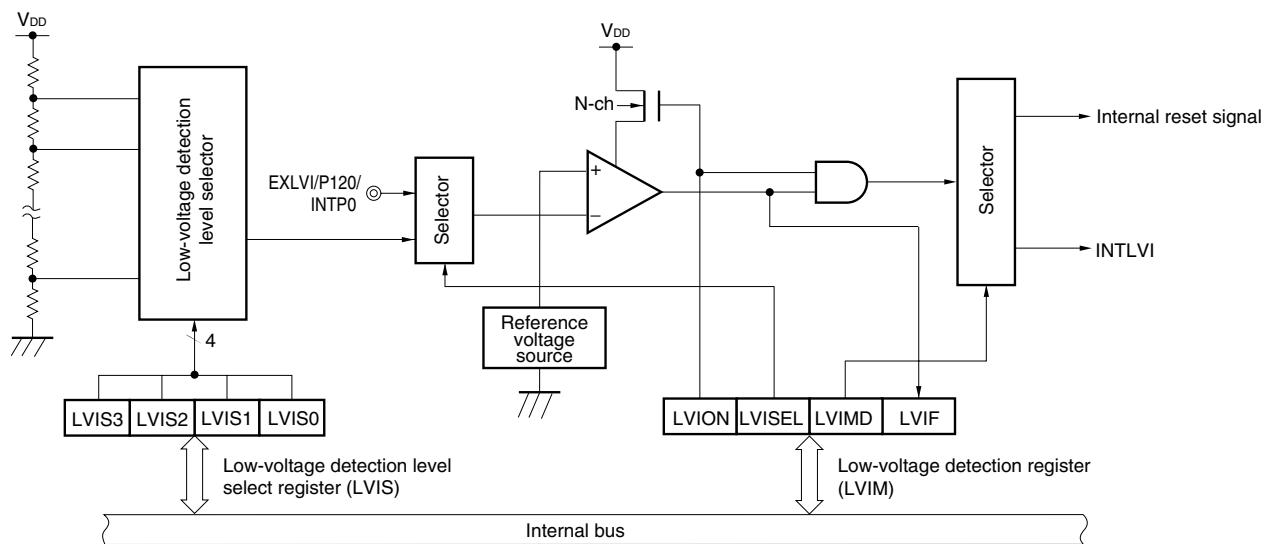 VDD
Low-voltage detection
level selector
4
LVIS3 LVIS2 LVIS1 LVIS0
Low-voltage detection level
select register (LVIS)
EXLVI/P120/
INTP0
Selector
VDD
N-ch
+
−
Reference
voltage
source
Selector
Internal reset signal
INTLVI
LVION LVISEL LVIMD LVIF
Low-voltage detection register
(LVIM)
Internal bus